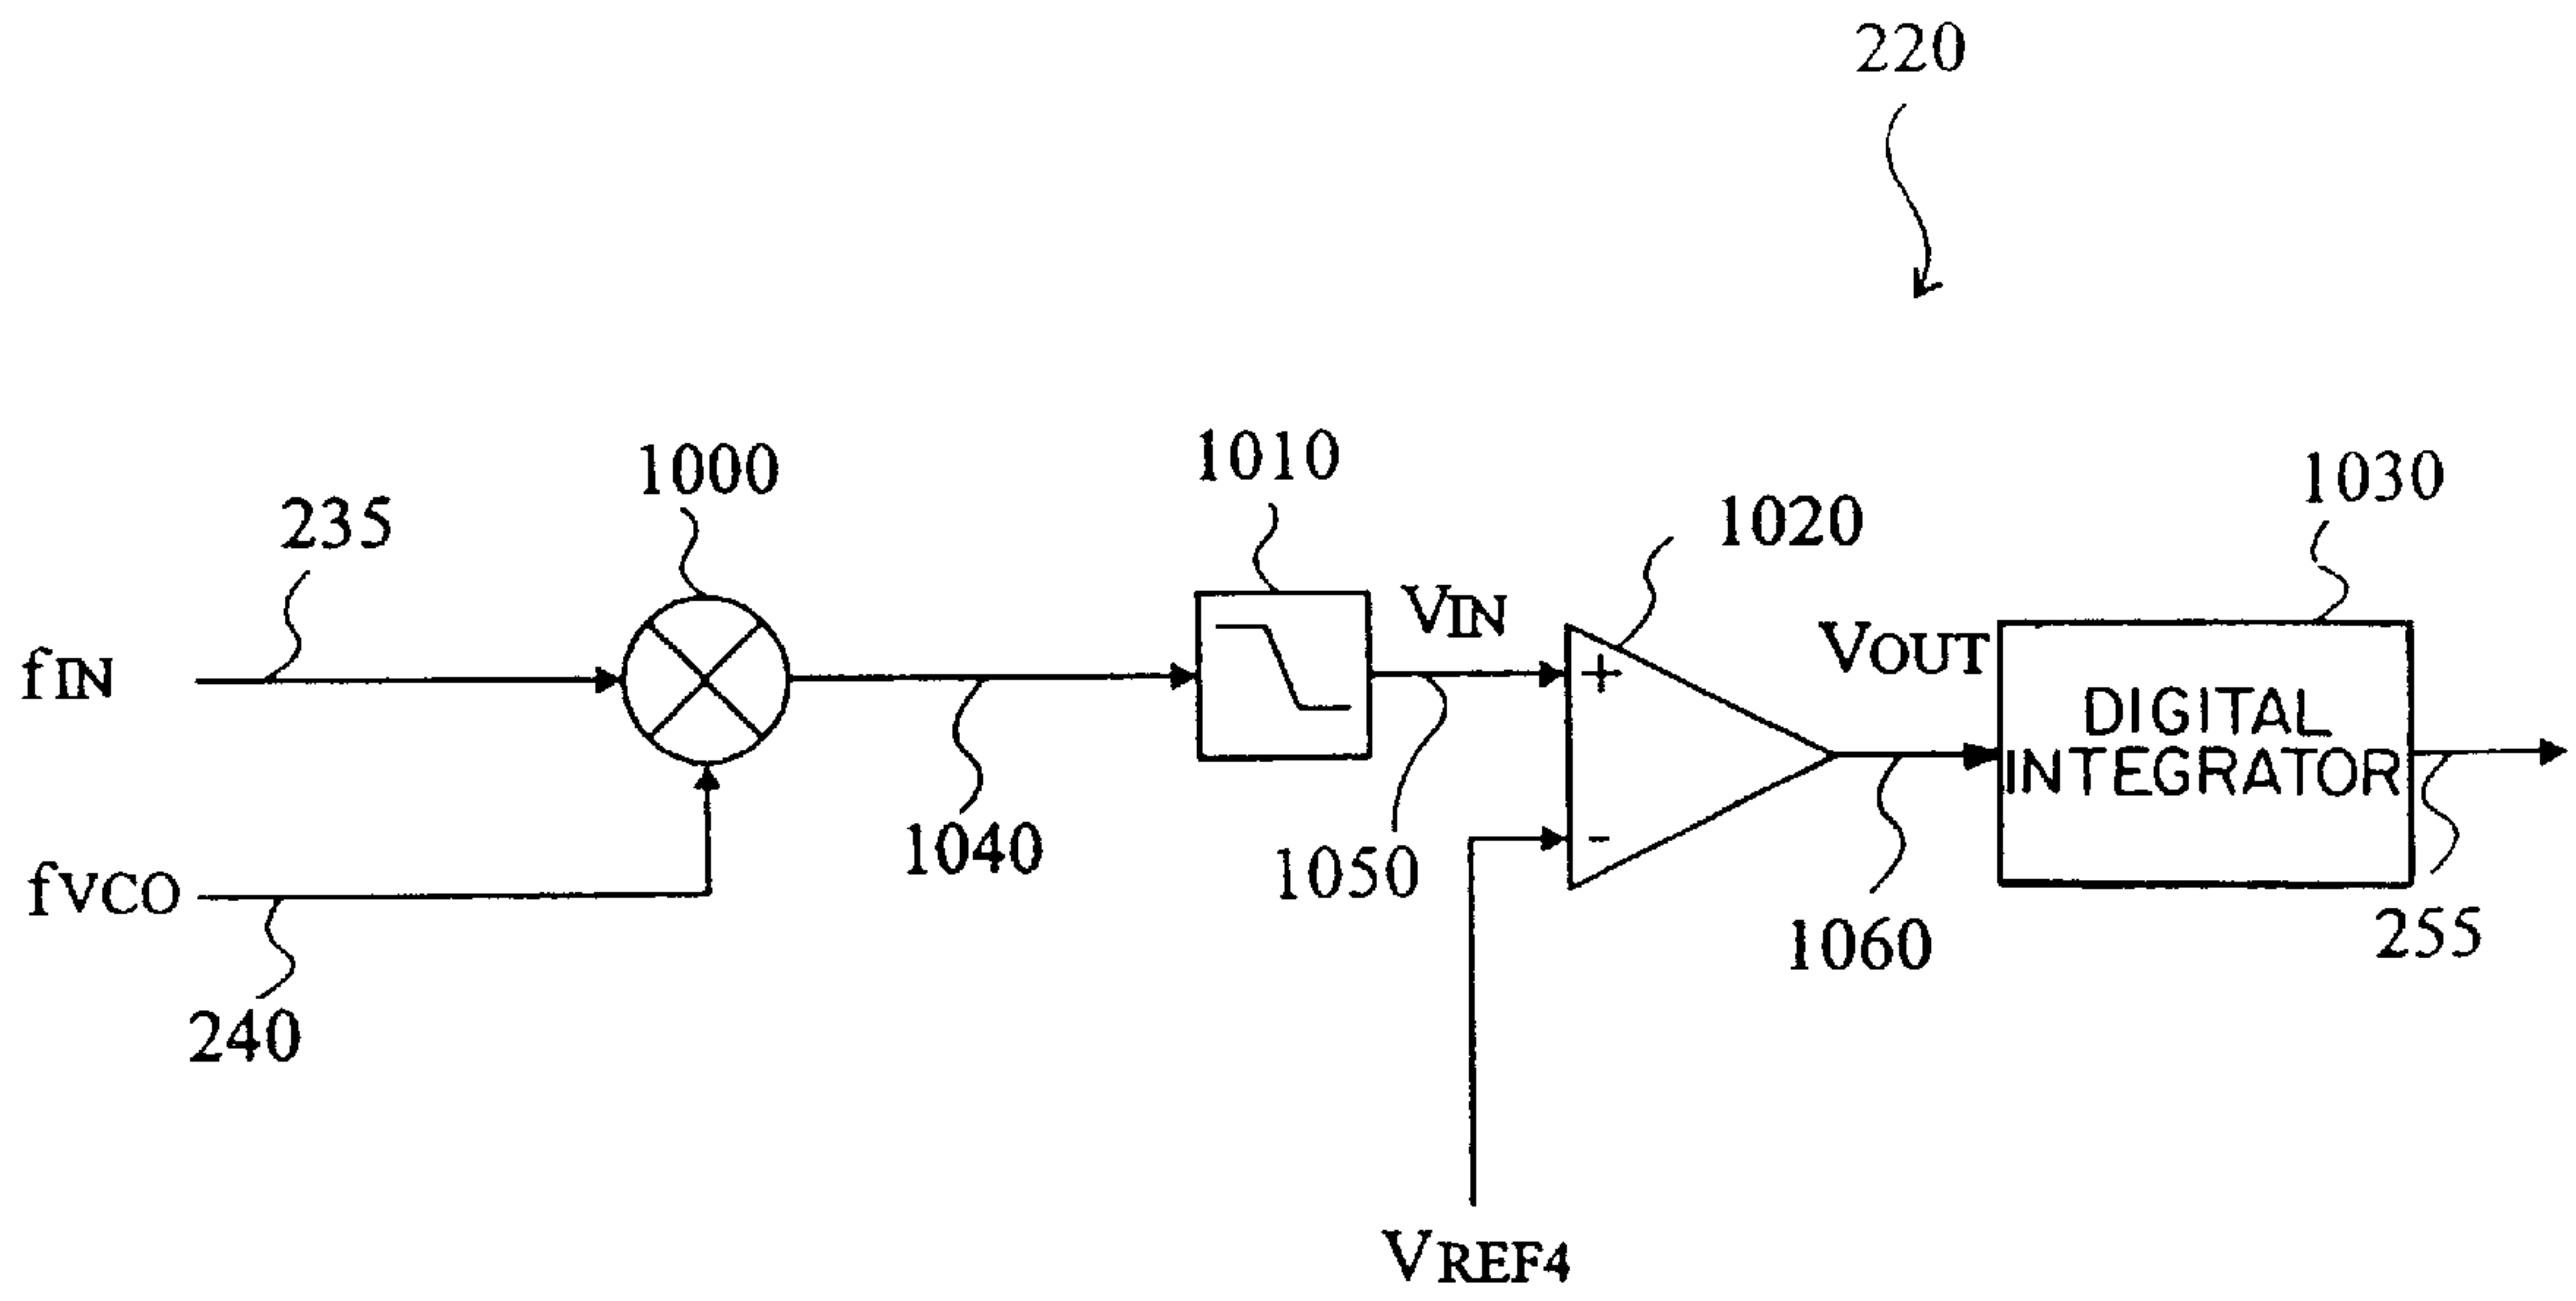 220
1000
1010
1030
235
1020
fIN
VIN
VOUT
+
DIGITAL
INTEGRATOR
-
fVCO
1040
1050
1060
255
240
VREF4